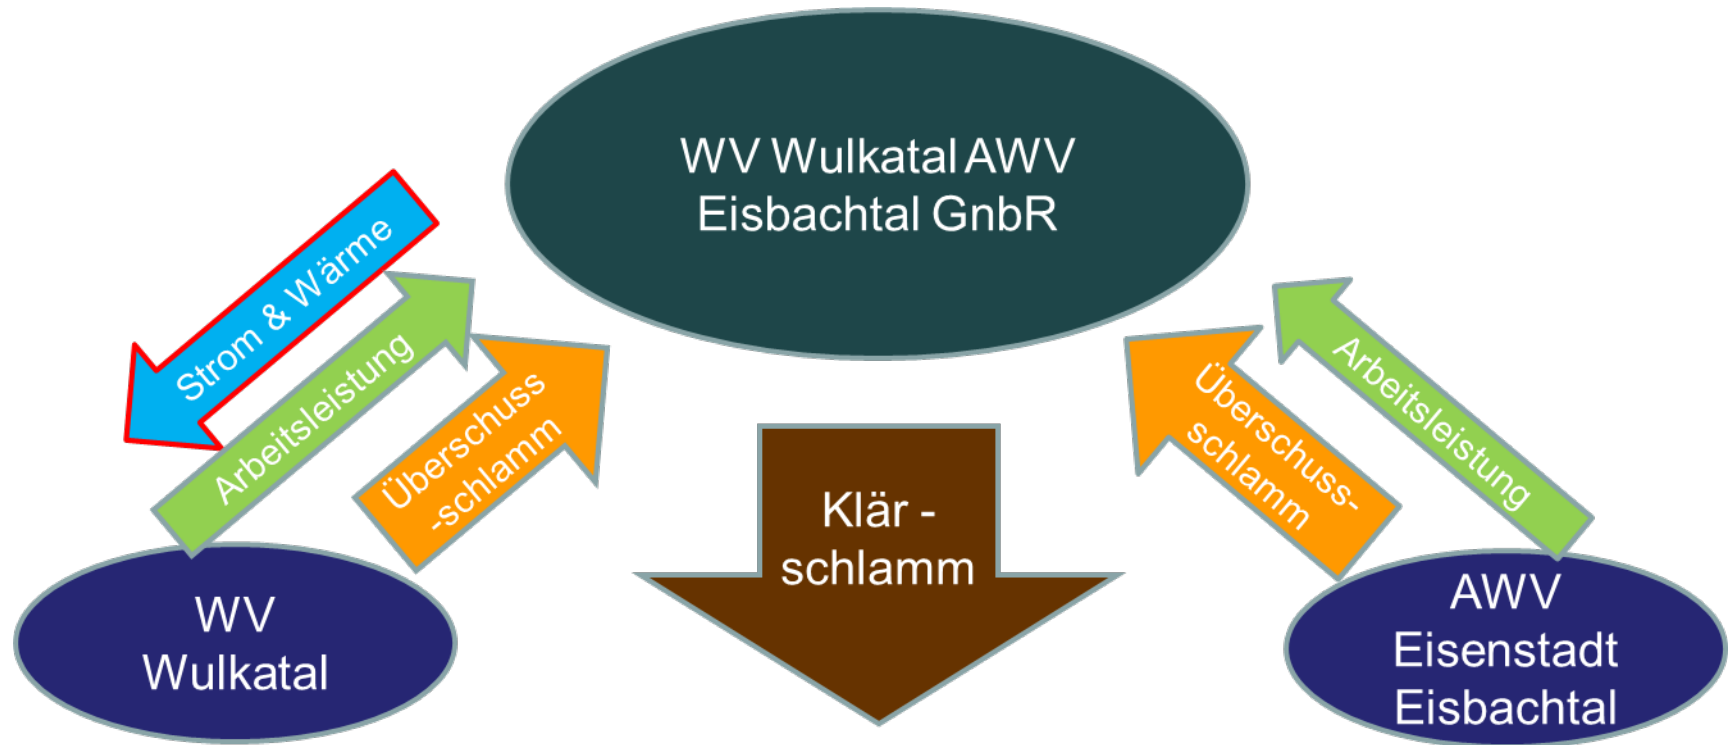 WV Wulkatal AWV
Eisbachtal GnbR
Strom & Wärme
Arbeitsleistung
Überschuss
-schlamm
Klär -
schlamm
Überschuss-
schlamm
Arbeitsleistung
WV
Wulkatal
AWV
Eisenstadt
Eisbachtal